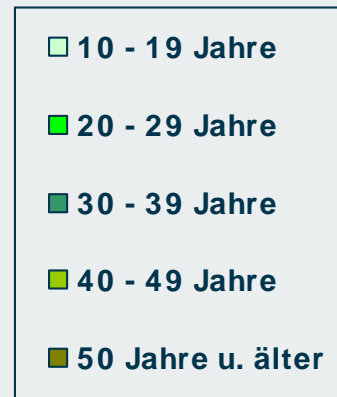 10 - 19 Jahre
20 - 29 Jahre
30 - 39 Jahre
40 - 49 Jahre
50 Jahre u. älter